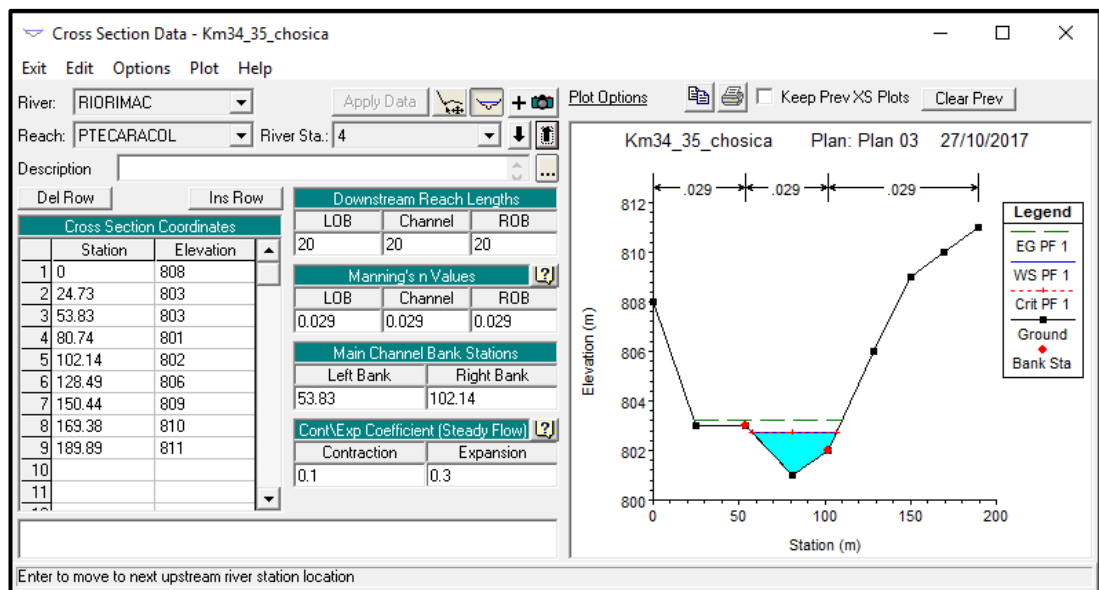 Cross Section Data - Km34_35_chosica
Exit Edit Options Plot Help
River: RIORIMAC Apply Data
Reach: PTECARACOL River Sta.: 4
Description ...
Del Row Ins Row
Cross Section Coordinates
Station Elevation
1 0 808
2 24.73 803
3 53.83 803
4 80.74 801
5 102.14 802
6 128.49 806
7 150.44 809
8 169.38 810
9 189.89 811
10
11
Downstream Reach Lengths
LOB Channel ROB
20 20 20
Manning's n Values ?
LOB Channel ROB
0.029 0.029 0.029
Main Channel Bank Stations
Left Bank Right Bank
53.83 102.14
Cont\Exp Coefficient (Steady Flow) ?
Contraction Expansion
0.1 0.3
Plot Options Keep Prev XS Plots Clear Prev
Km34_35_chosica Plan: Plan 03 27/10/2017
.029 .029 .029
812
810
808
806
804
802
800
Elevation (m)
0 50 100 150 200
Station (m)
Legend
EG PF 1
WS PF 1
Crit PF 1
Ground
Bank Sta
Enter to move to next upstream river station location